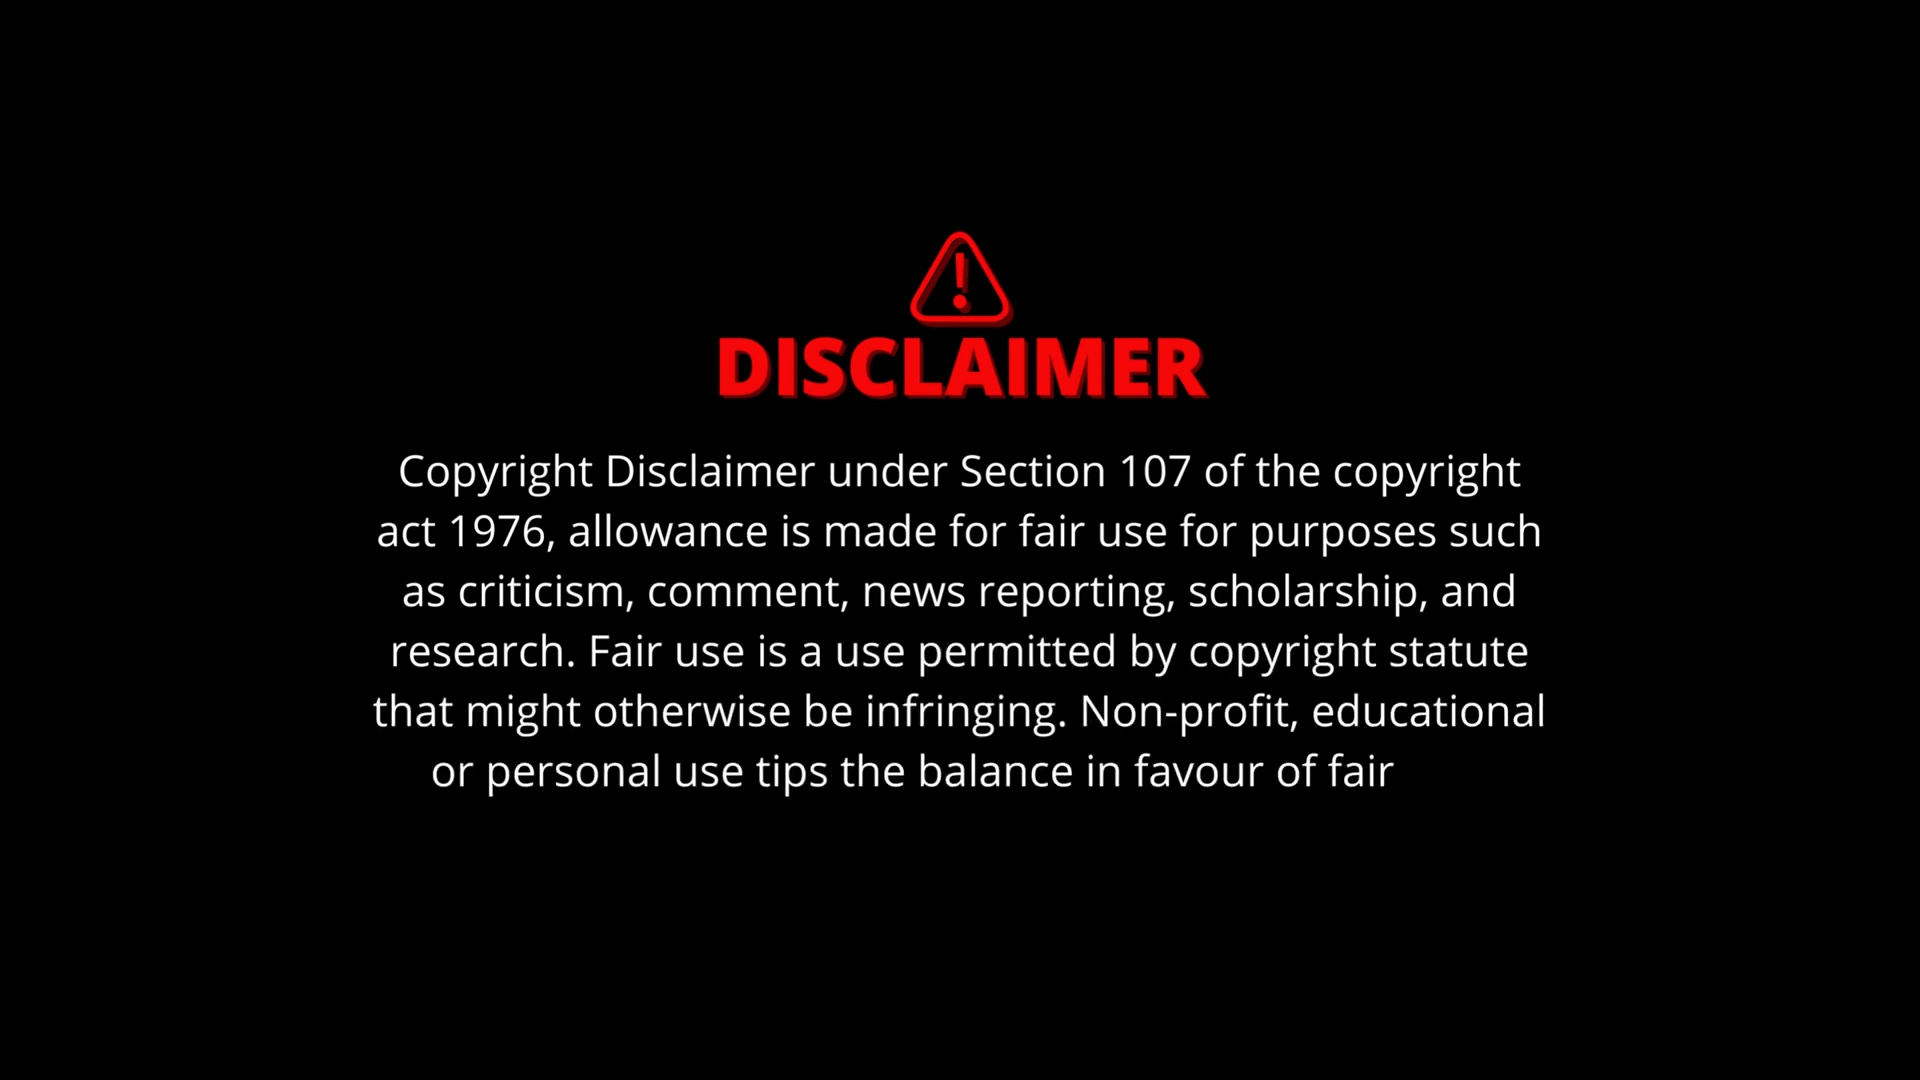 DISCLAIMER
Copyright Disclaimer under Section 107 of the copyright
act 1976, allowance is made for fair use for purposes such
as criticism, comment, news reporting, scholarship, and
research. Fair use is a use permitted by copyright statute
that might otherwise be infringing. Non-profit, educational
or personal use tips the balance in favour of fair